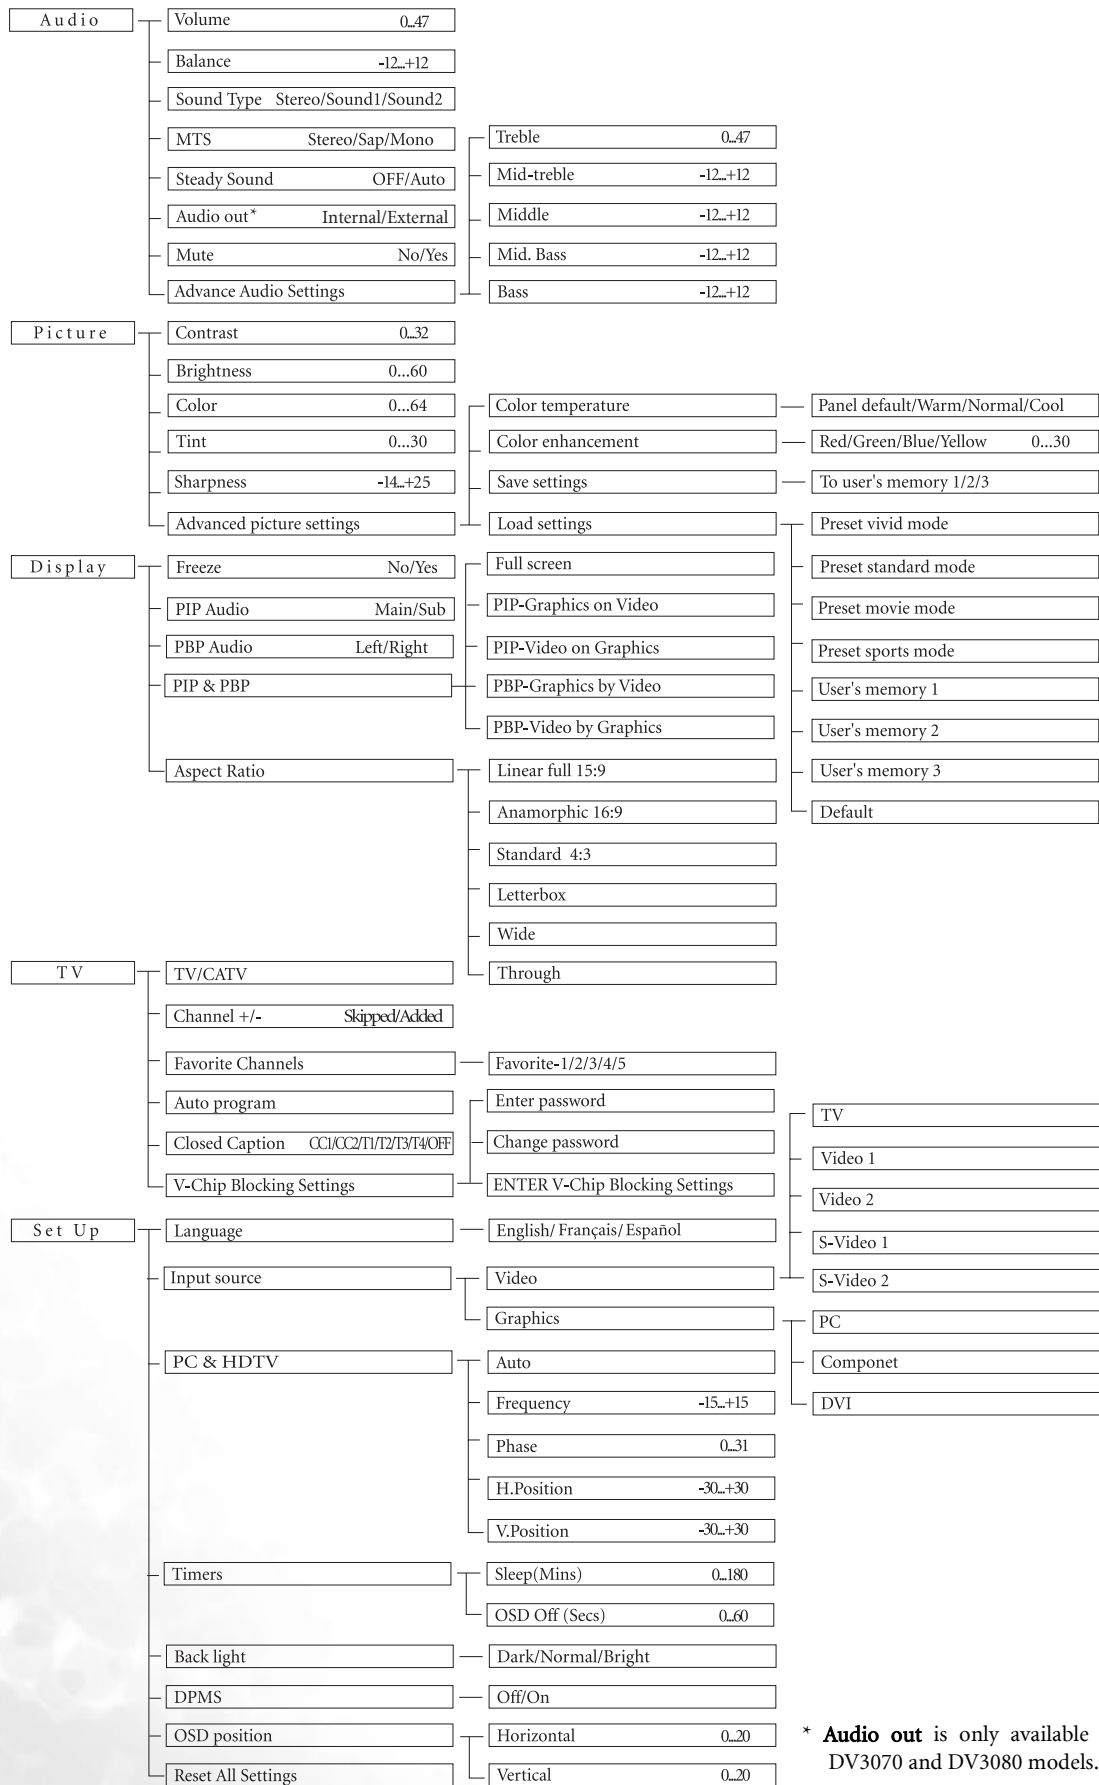 Audio
Volume 0...47
Balance -12...+12
Sound Type Stereo/Sound1/Sound2
MTS Stereo/Sap/Mono
Steady Sound OFF/Auto
Audio out* Internal/External
Mute No/Yes
Advance Audio Settings
Treble 0...47
Mid-treble -12...+12
Middle -12...+12
Mid. Bass -12...+12
Bass -12...+12
Picture
Contrast 0...32
Brightness 0...60
Color 0...64
Tint 0...30
Sharpness -14...+25
Advanced picture settings
Color temperature
Panel default/Warm/Normal/Cool
Color enhancement
Red/Green/Blue/Yellow 0...30
Save settings
To user's memory 1/2/3
Load settings
Preset vivid mode
Preset standard mode
Preset movie mode
Preset sports mode
User's memory 1
User's memory 2
User's memory 3
Default
Display
Freeze No/Yes
PIP Audio Main/Sub
PBP Audio Left/Right
PIP & PBP
Full screen
PIP-Graphics on Video
PIP-Video on Graphics
PBP-Graphics by Video
PBP-Video by Graphics
Aspect Ratio
Linear full 15:9
Anamorphic 16:9
Standard 4:3
Letterbox
Wide
Through
TV
TV/CATV
Channel +/- Skipped/Added
Favorite Channels
Favorite-1/2/3/4/5
Auto program
Closed Caption CC1/CC2/T1/T2/T3/T4/OFF
V-Chip Blocking Settings
Enter password
Change password
ENTER V-Chip Blocking Settings
Set Up
Language
English/ Français/ Español
Input source
Video
TV
Video 1
Video 2
S-Video 1
S-Video 2
Graphics
PC
Componet
DVI
PC & HDTV
Auto
Frequency -15...+15
Phase 0...31
H.Position -30...+30
V.Position -30...+30
Timers
Sleep(Mins) 0...180
OSD Off (Secs) 0...60
Back light
Dark/Normal/Bright
DPMS
Off/On
OSD position
Horizontal 0...20
Vertical 0...20
Reset All Settings
* Audio out is only available
DV3070 and DV3080 models.